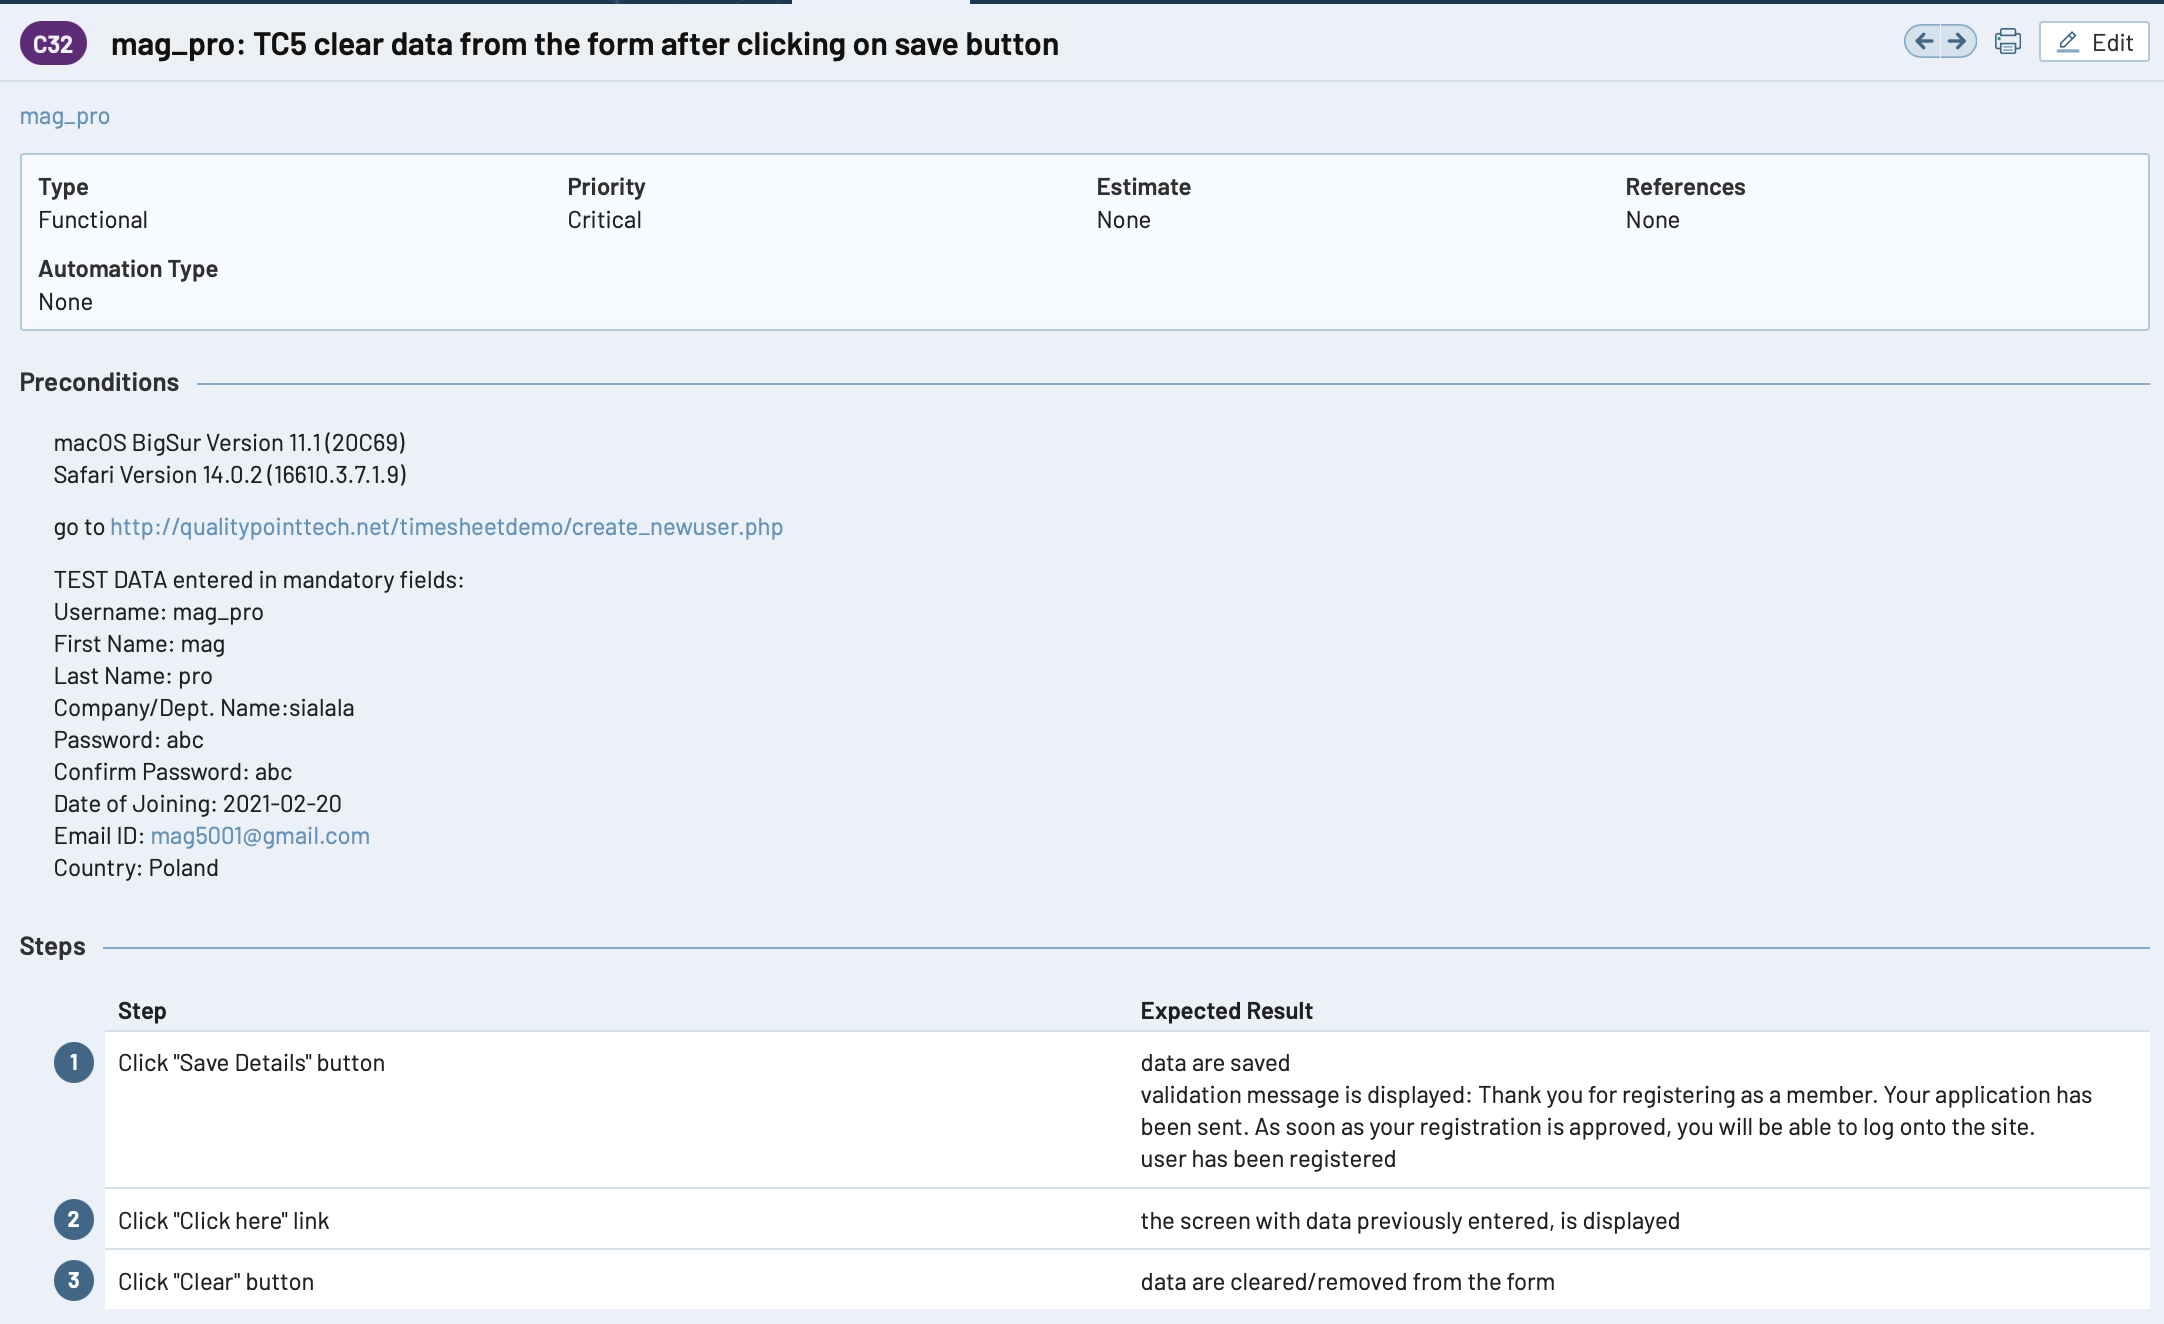 C32 mag_pro: TC5 clear data from the form after clicking on save button Edit
mag_pro
Type Priority Estimate References
Functional Critical None None
Automation Type
None
Preconditions
macOS BigSur Version 11.1 (20C69)
Safari Version 14.0.2 (16610.3.7.1.9)
go to http://qualitypointtech.net/timesheetdemo/create_newuser.php
TEST DATA entered in mandatory fields:
Username: mag_pro
First Name: mag
Last Name: pro
Company/Dept. Name:sialala
Password: abc
Confirm Password: abc
Date of Joining: 2021-02-20
Email ID: mag5001@gmail.com
Country: Poland
Steps
Step Expected Result
1 Click "Save Details" button data are saved
validation message is displayed: Thank you for registering as a member. Your application has
been sent. As soon as your registration is approved, you will be able to log onto the site.
user has been registered
2 Click "Click here" link the screen with data previously entered, is displayed
3 Click "Clear" button data are cleared/removed from the form